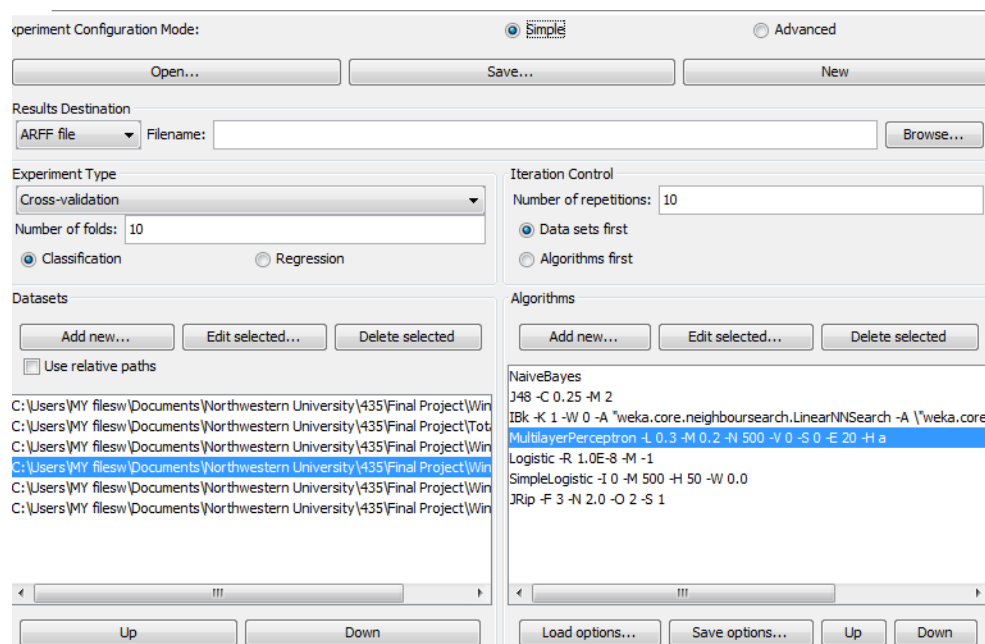 xperiment Configuration Mode: Simple Advanced
Open... Save... New
Results Destination
ARFF file Filename: Browse...
Experiment Type
Cross-validation
Number of folds: 10
Classification Regression
Iteration Control
Number of repetitions: 10
Data sets first
Algorithms first
Datasets
Add new... Edit selected... Delete selected
Use relative paths
C:\Users\MY filesw\Documents\Northwestern University\435\Final Project\Win
C:\Users\MY filesw\Documents\Northwestern University\435\Final Project\Tot
C:\Users\MY filesw\Documents\Northwestern University\435\Final Project\Win
C:\Users\MY filesw\Documents\Northwestern University\435\Final Project\Win
C:\Users\MY filesw\Documents\Northwestern University\435\Final Project\Win
C:\Users\MY filesw\Documents\Northwestern University\435\Final Project\Win
Up Down
Algorithms
Add new... Edit selected... Delete selected
NaiveBayes
J48 -C 0.25 -M 2
IBk -K 1 -W 0 -A "weka.core.neighboursearch.LinearNNSearch -A \"weka.core
MultilayerPerceptron -L 0.3 -M 0.2 -N 500 -V 0 -S 0 -E 20 -H a
Logistic -R 1.0E-8 -M -1
SimpleLogistic -I 0 -M 500 -H 50 -W 0.0
JRip -F 3 -N 2.0 -O 2 -S 1
Load options... Save options... Up Down